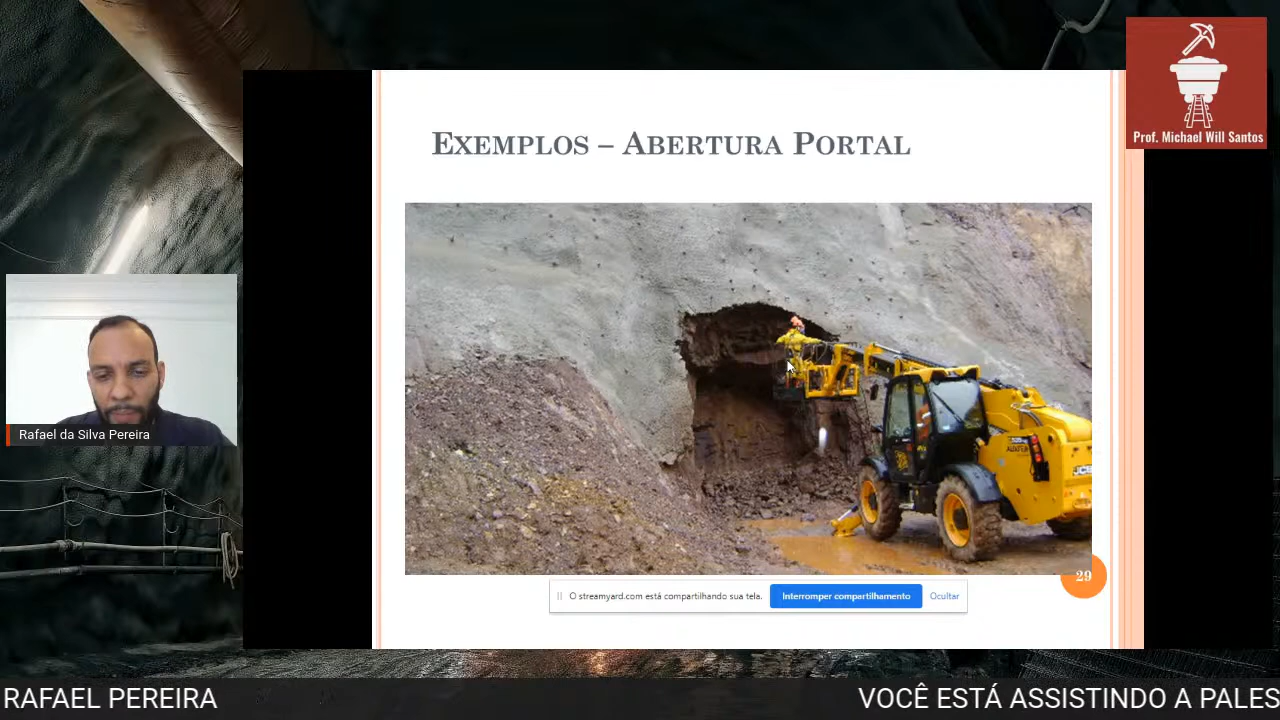 Prof. Michael Will Santos
EXEMPLOS – ABERTURA PORTAL
Rafael da Silva Pereira
JCB
29
O streamyard.com está compartilhando sua tela.
Interromper compartilhamento
Ocultar
RAFAEL PEREIRA
VOCÊ ESTÁ ASSISTINDO A PALES